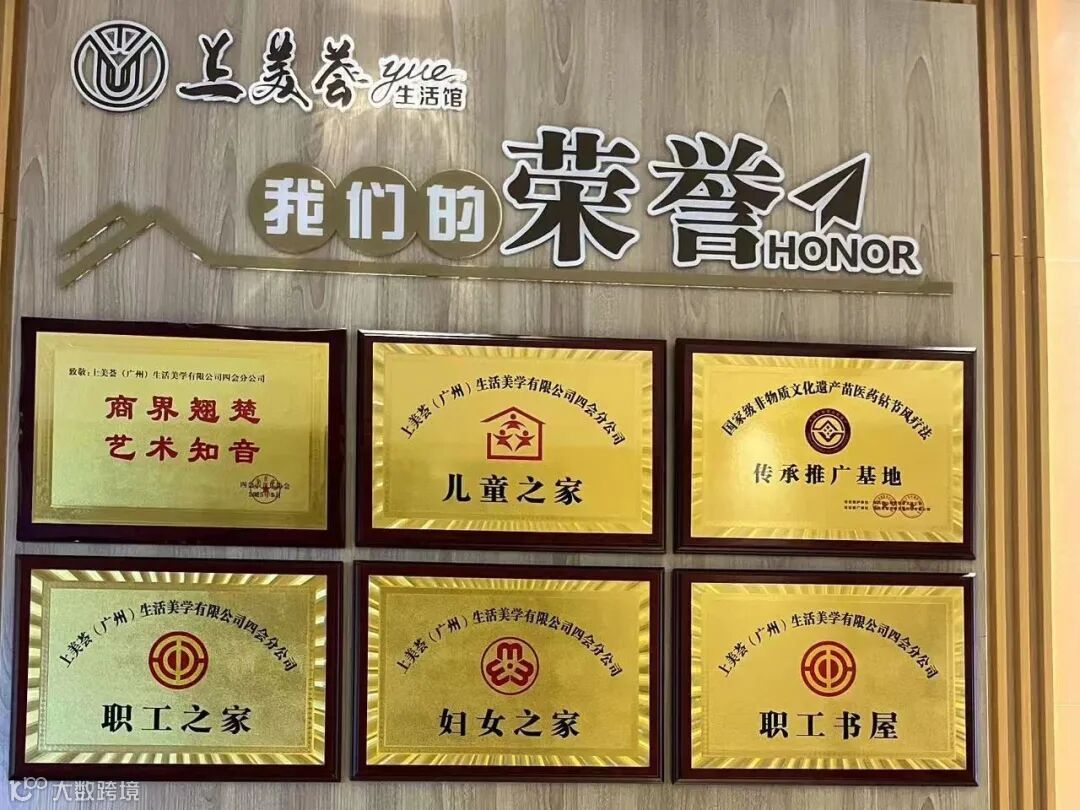 上美荟yue
生活馆
我们的荣誉
HONOR
致敬：上美荟（广州）生活美学有限公司四会分公司
商界翘楚
艺术知音
上美荟（广州）生活美学有限公司四会分公司
儿童之家
国家级非物质文化遗产苗医药钻节风疗法
传承推广基地
上美荟（广州）生活美学有限公司四会分公司
职工之家
上美荟（广州）生活美学有限公司四会分公司
妇女之家
上美荟（广州）生活美学有限公司四会分公司
职工书屋
大数跨境